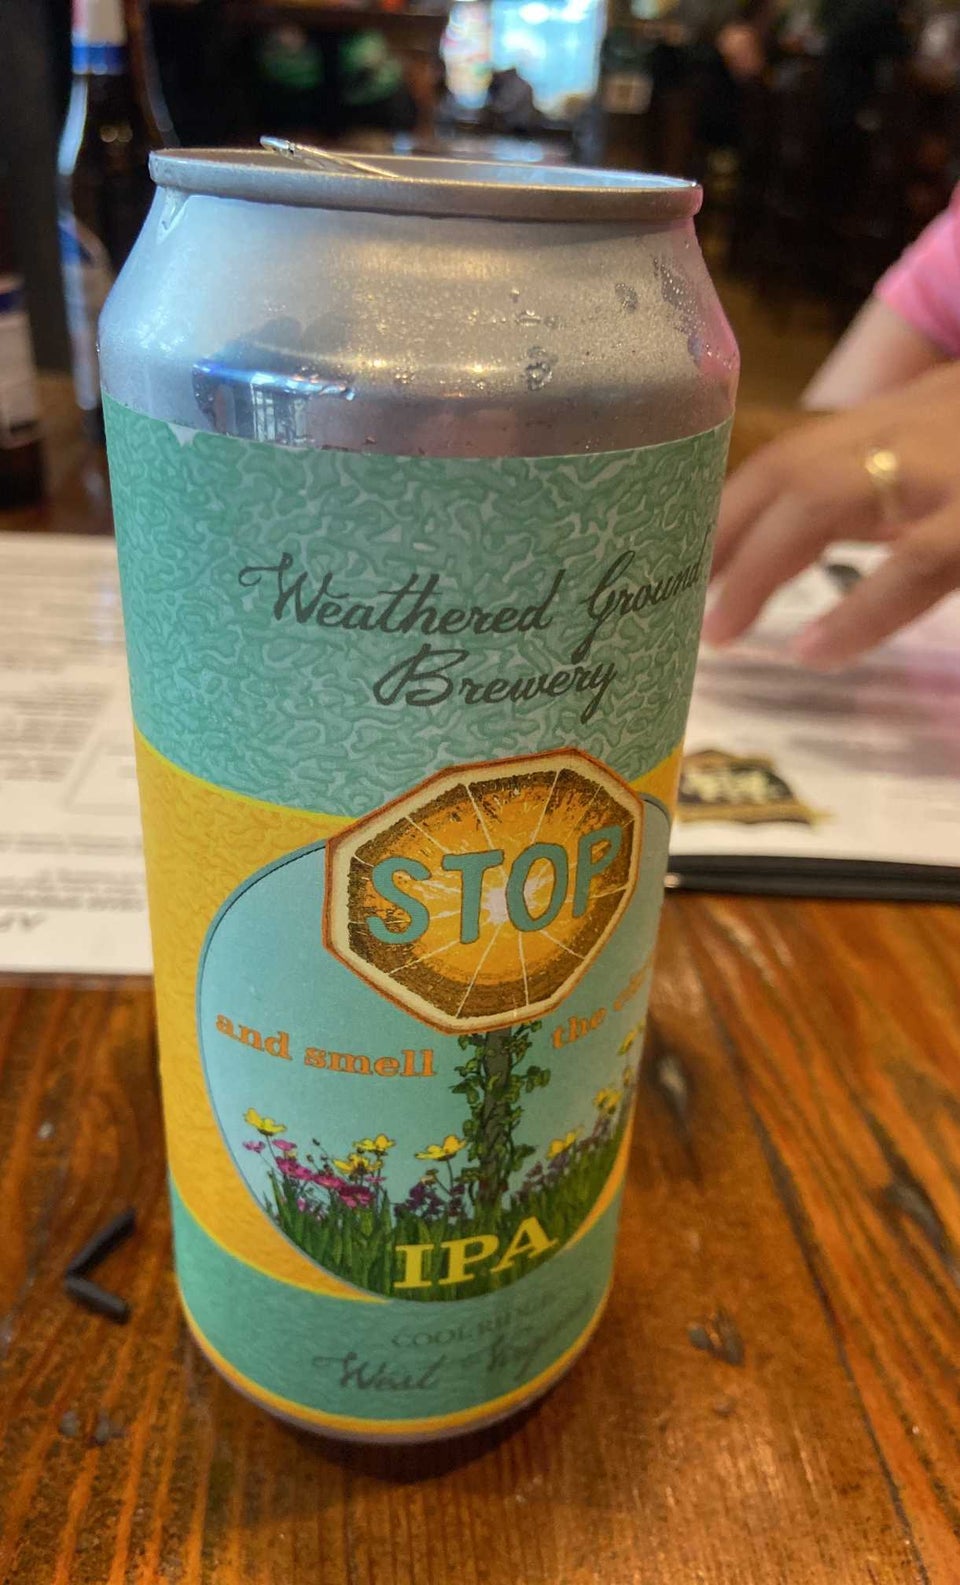 Weathered Ground
Brewery
STOP
and smell the
IPA
COOL RIDGE
West